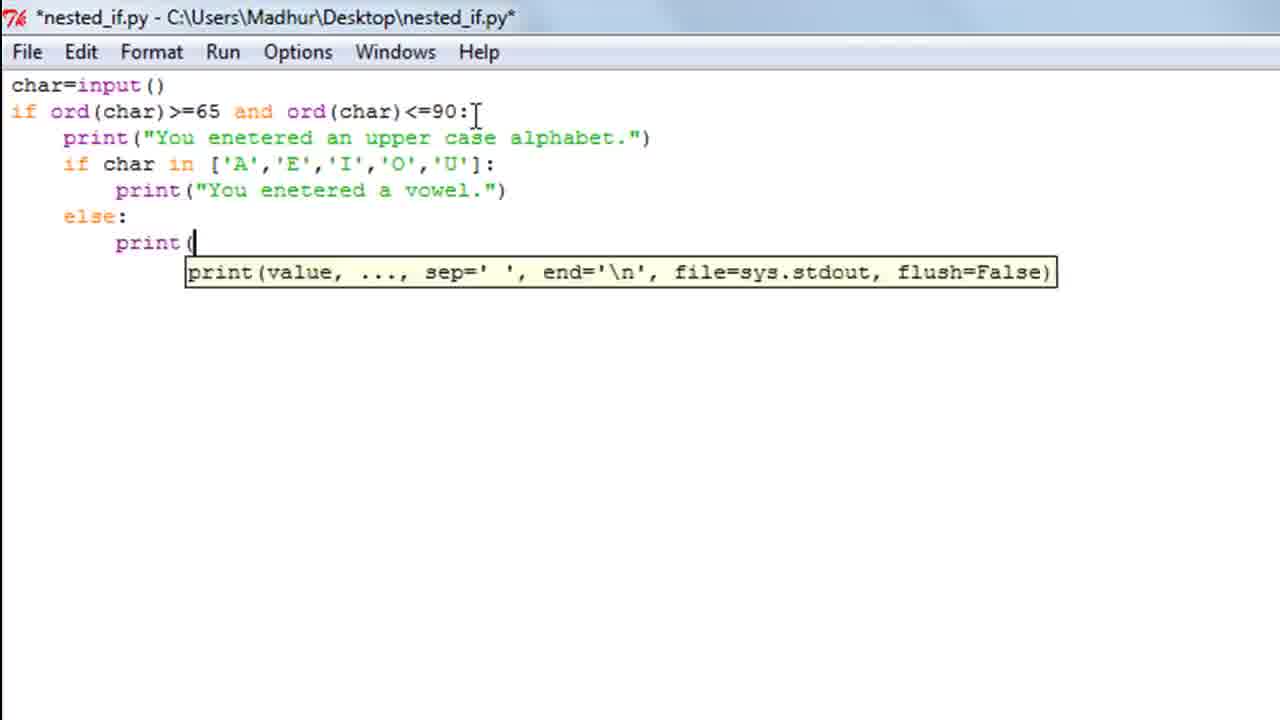 *nested_if.py - C:\Users\Madhur\Desktop\nested_if.py*
File Edit Format Run Options Windows Help
char=input()
if ord(char)>=65 and ord(char)<=90:
    print("You enetered an upper case alphabet.")
    if char in ['A','E','I','O','U']:
        print("You enetered a vowel.")
    else:
        print(
print(value, ..., sep=' ', end='\n', file=sys.stdout, flush=False)